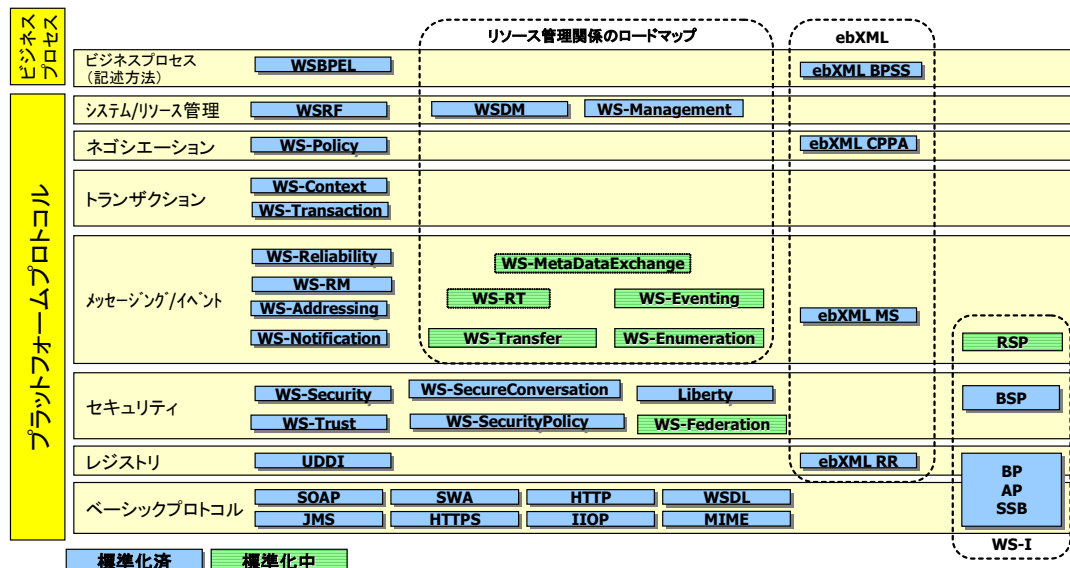 リソース管理関係のロードマップ
ebXML
ビジネス
プロセス
ビジネスプロセス
(記述方法)
WSBPEL
ebXML BPSS
プラットフォームプロトコル
システム/リソース管理
WSRF
WSDM
WS-Management
ネゴシエーション
WS-Policy
ebXML CPPA
トランザクション
WS-Context
WS-Transaction
メッセージング/イベント
WS-Reliability
WS-RM
WS-Addressing
WS-Notification
WS-MetaDataExchange
WS-RT
WS-Eventing
WS-Transfer
WS-Enumeration
ebXML MS
RSP
セキュリティ
WS-Security
WS-SecureConversation
Liberty
WS-Trust
WS-SecurityPolicy
WS-Federation
BSP
レジストリ
UDDI
ebXML RR
ベーシックプロトコル
SOAP
SWA
HTTP
WSDL
JMS
HTTPS
IIOP
MIME
BP
AP
SSB
WS-I
標準化済
標準化中